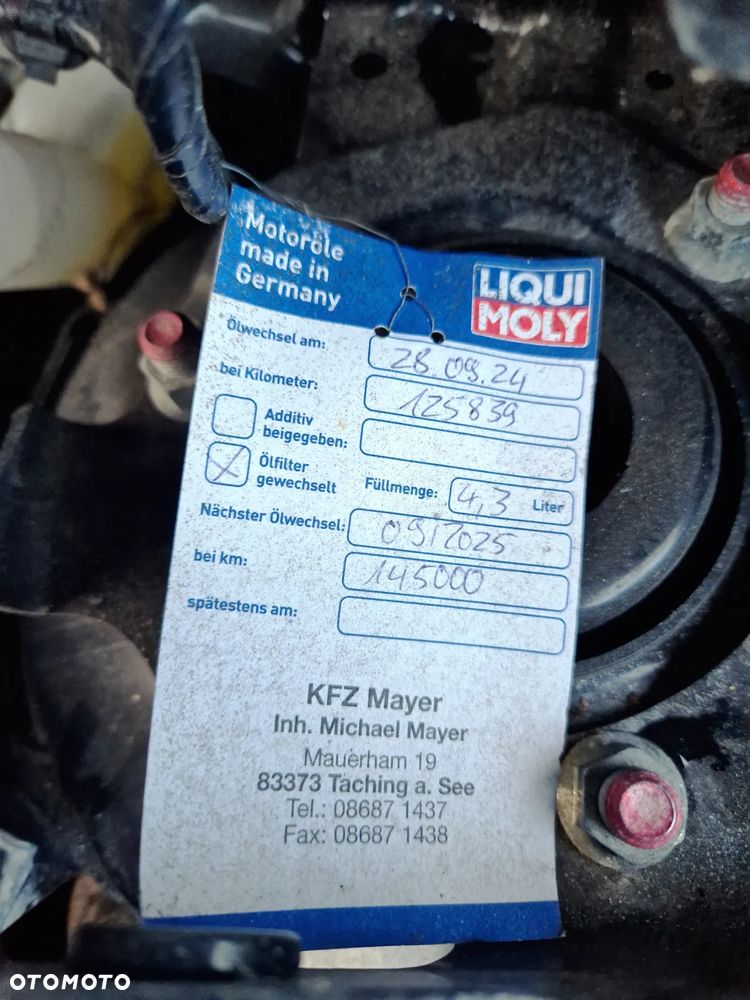 Motoröle
made in
Germany
LIQUI
MOLY
Ölwechsel am: 28.09.24
bei Kilometer: 125839
Additiv
beigegeben:
Ölfilter
gewechselt
Füllmenge: 4,3 Liter
Nächster Ölwechsel: 09/2025
bei km: 145000
spätestens am:
KFZ Mayer
Inh. Michael Mayer
Mauerham 19
83373 Taching a. See
Tel.: 08687 1437
Fax: 08687 1438
OTOMOTO